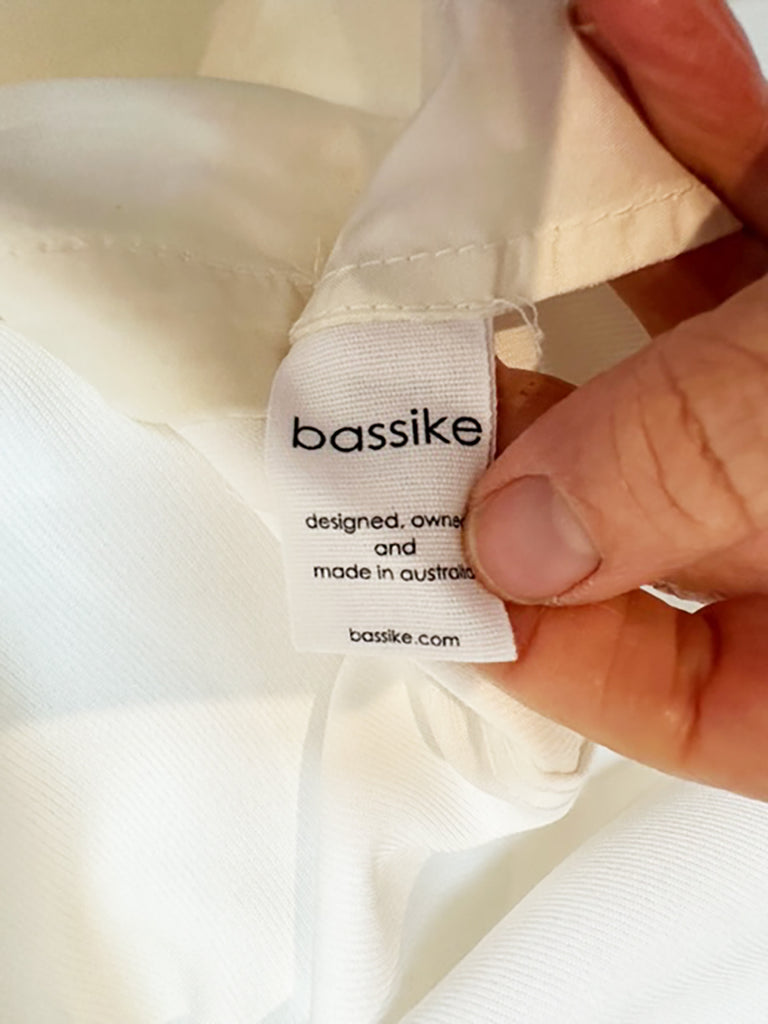 bassike
designed, owned
and
made in australia
bassike.com